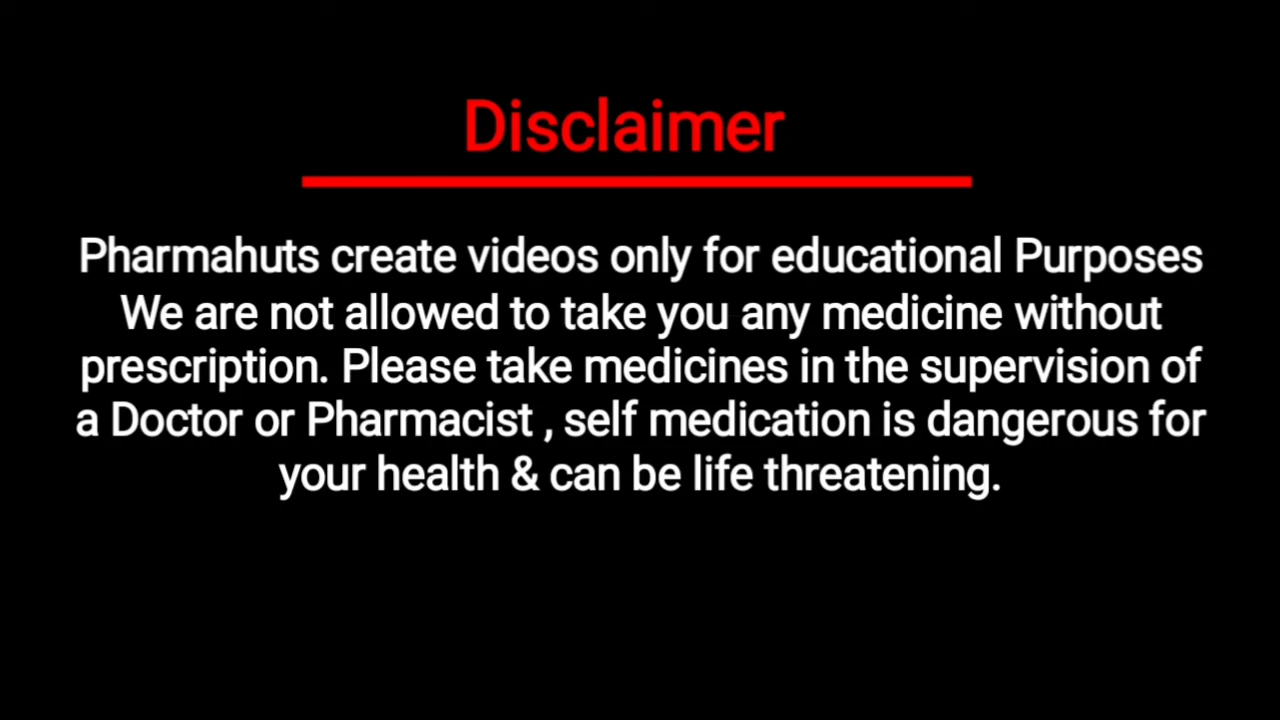 Disclaimer
Pharmahuts create videos only for educational Purposes
We are not allowed to take you any medicine without
prescription. Please take medicines in the supervision of
a Doctor or Pharmacist , self medication is dangerous for
your health & can be life threatening.